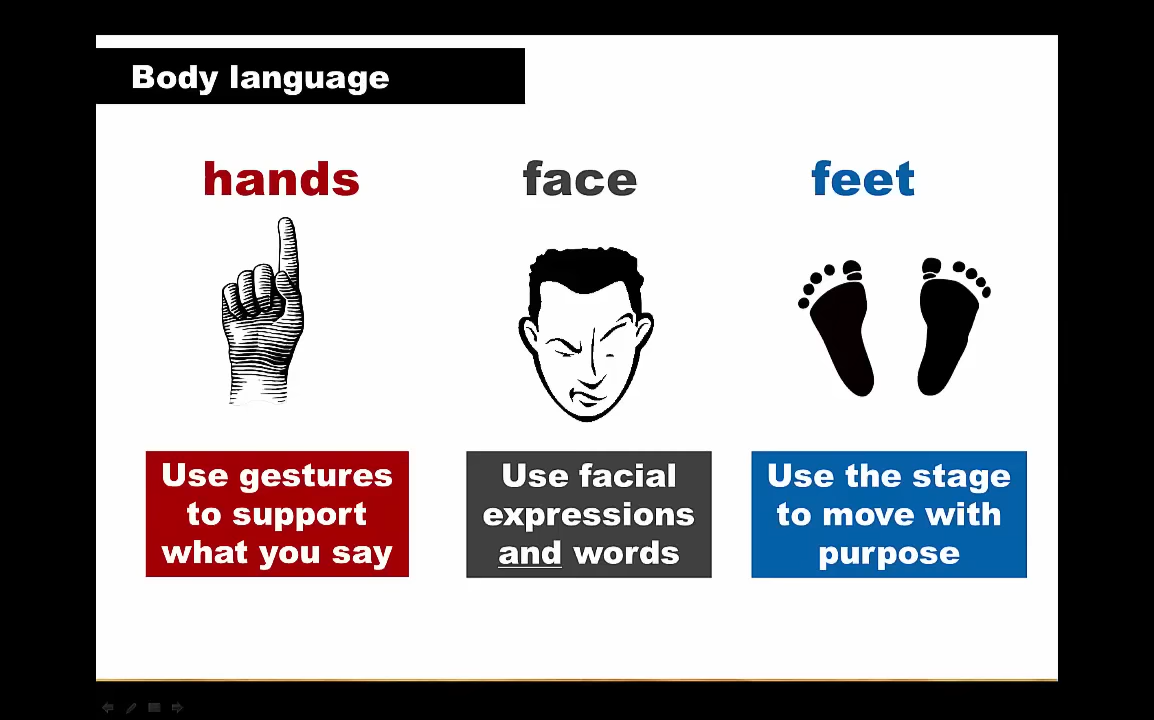 Body language
hands
face
feet
Use gestures
to support
what you say
Use facial
expressions
and words
Use the stage
to move with
purpose